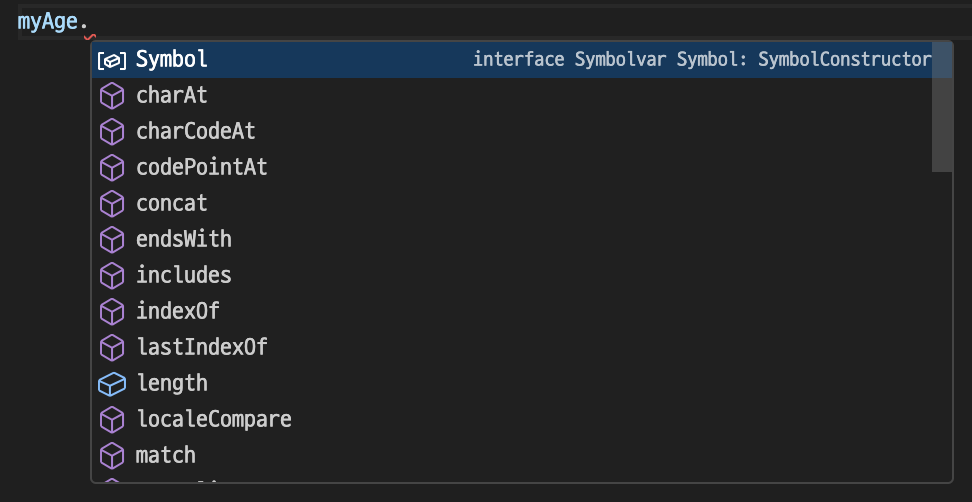 myAge.
Symbol interface Symbolvar Symbol: SymbolConstructor
charAt
charCodeAt
codePointAt
concat
endsWith
includes
indexOf
lastIndexOf
length
localeCompare
match